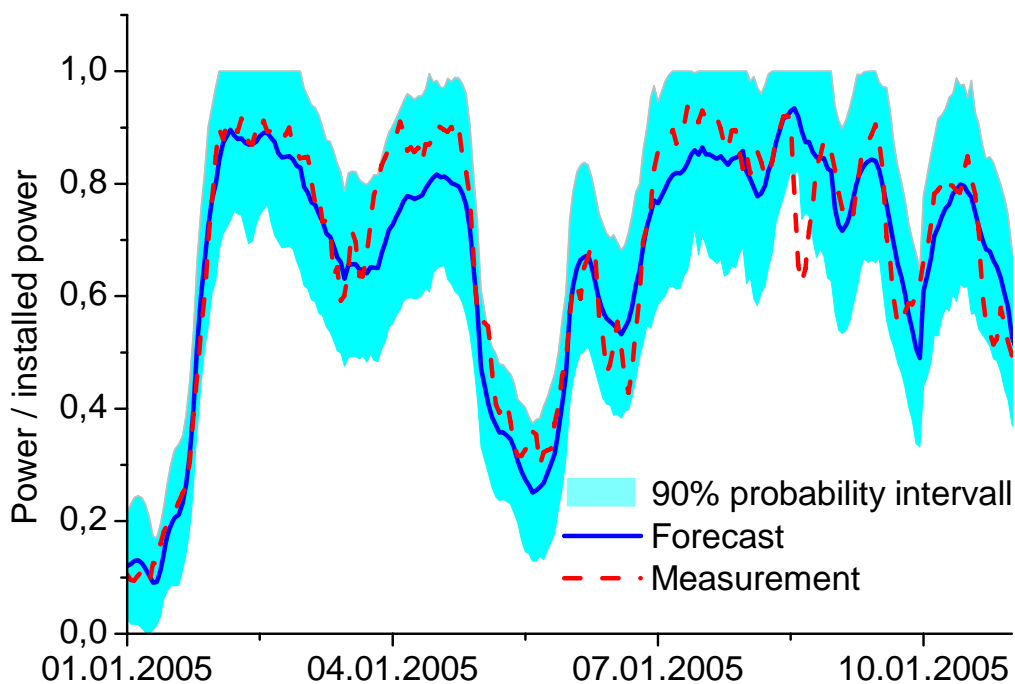 Power / installed power
1,0
0,8
0,6
0,4
0,2
0,0
90% probability intervall
Forecast
Measurement
01.01.2005 04.01.2005 07.01.2005 10.01.2005